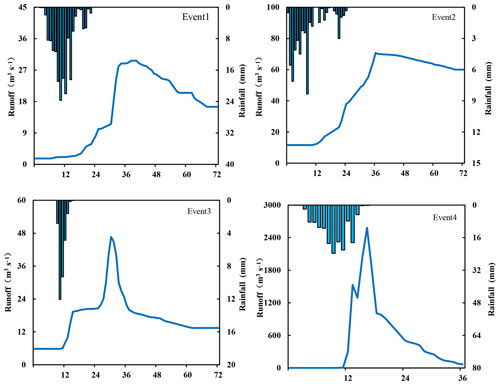 45 0 Event1
36 8
27 16
18 24
9 32
0 40
0 12 24 36 48 60 72
Runoff (m³ s⁻¹)
Rainfall (mm)
100 0 Event2
80 3
60 6
40 9
20 12
0 15
0 12 24 36 48 60 72
Runoff (m³ s⁻¹)
Rainfall (mm)
60 0 Event3
48 4
36 8
24 12
12 16
0 20
0 12 24 36 48 60 72
Runoff (m³ s⁻¹)
Rainfall (mm)
3000 0 Event4
2400 16
1800 32
1200 48
600 64
0 80
0 12 24 36
Runoff (m³ s⁻¹)
Rainfall (mm)